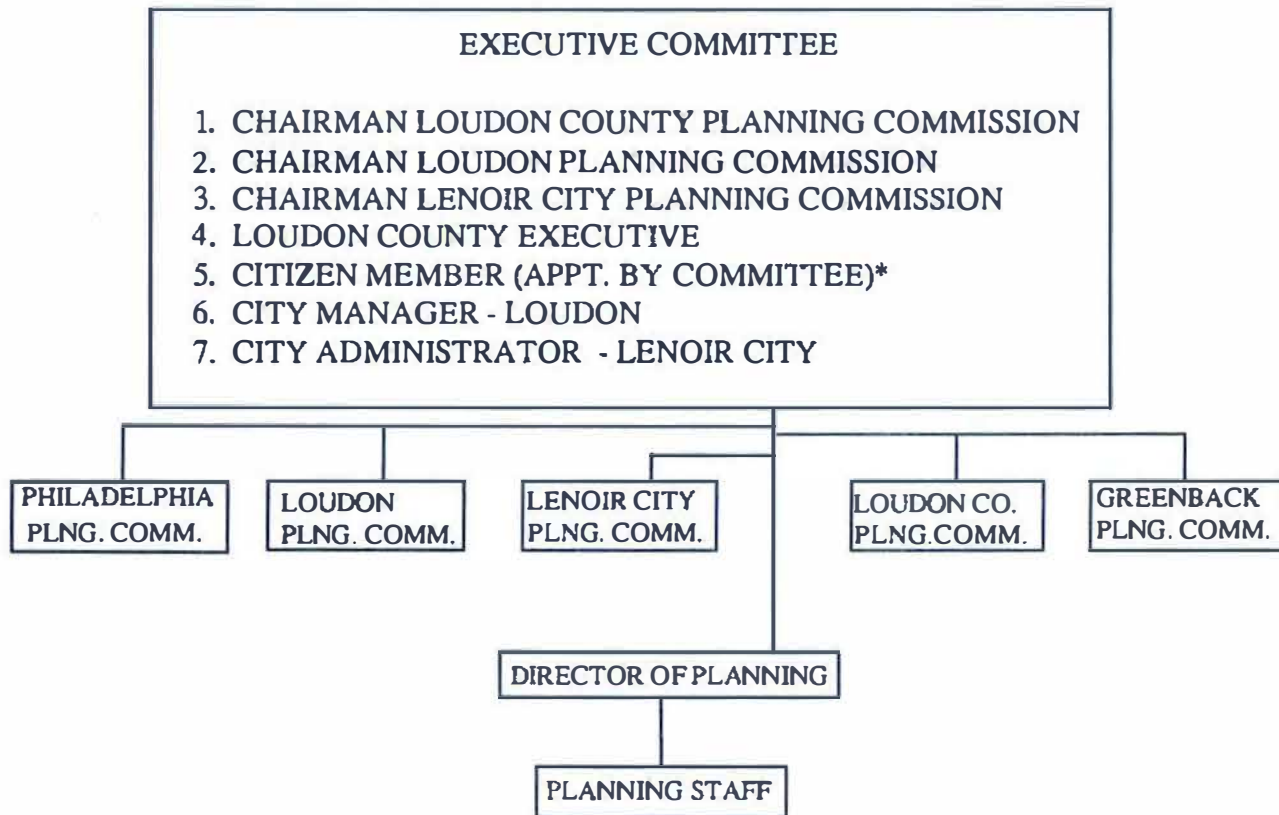 EXECUTIVE COMMITTEE
1. CHAIRMAN LOUDON COUNTY PLANNING COMMISSION
2. CHAIRMAN LOUDON PLANNING COMMISSION
3. CHAIRMAN LENOIR CITY PLANNING COMMISSION
4. LOUDON COUNTY EXECUTIVE
5. CITIZEN MEMBER (APPT. BY COMMITTEE)*
6. CITY MANAGER - LOUDON
7. CITY ADMINISTRATOR - LENOIR CITY
PHILADELPHIA
PLNG. COMM.
LOUDON
PLNG. COMM.
LENOIR CITY
PLNG. COMM.
LOUDON CO.
PLNG.COMM.
GREENBACK
PLNG. COMM.
DIRECTOR OF PLANNING
PLANNING STAFF